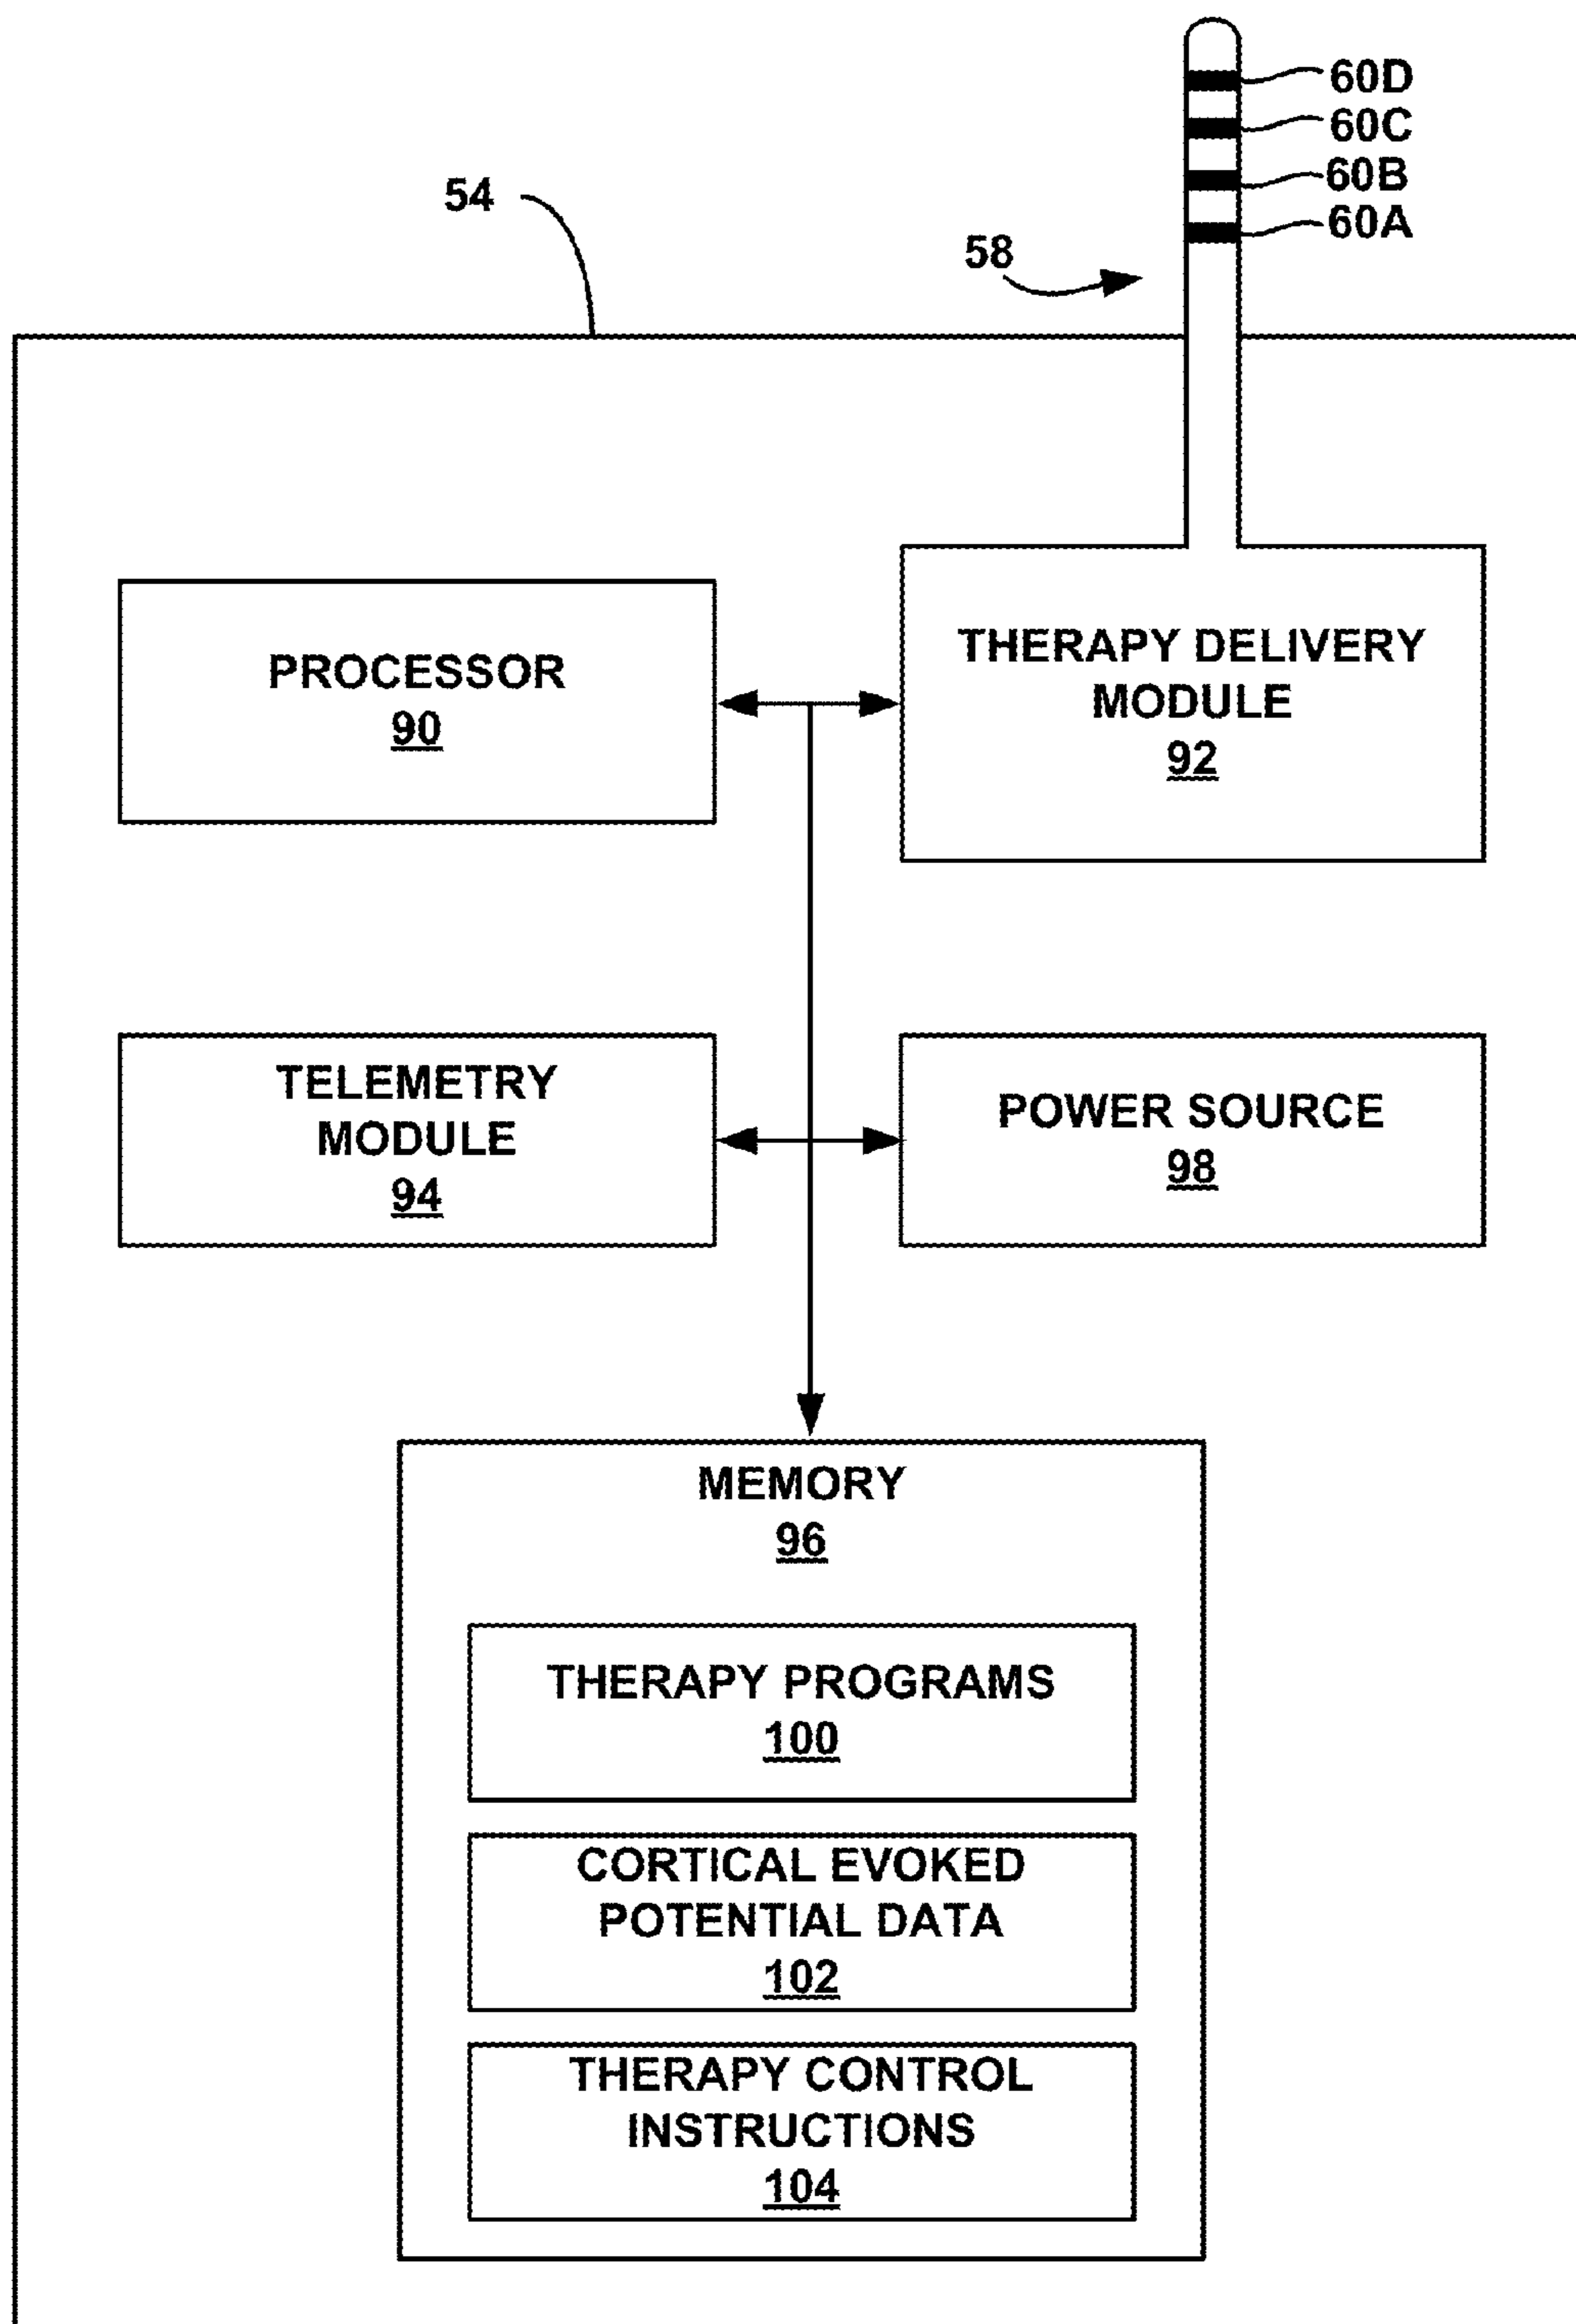 60D
60C
54
60B
60A
58
PROCESSOR
90
THERAPY DELIVERY
MODULE
92
TELEMETRY
MODULE
94
POWER SOURCE
98
MEMORY
96
THERAPY PROGRAMS
100
CORTICAL EVOKED
POTENTIAL DATA
102
THERAPY CONTROL
INSTRUCTIONS
104